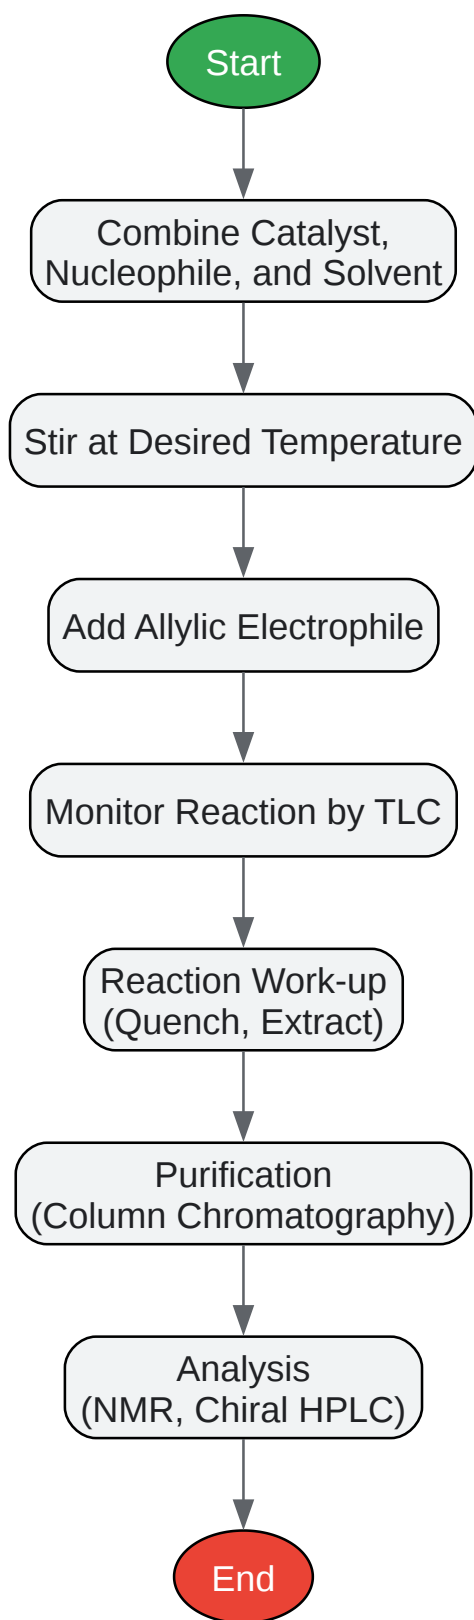 Start
Combine Catalyst,
Nucleophile, and Solvent
Stir at Desired Temperature
Add Allylic Electrophile
Monitor Reaction by TLC
Reaction Work-up
(Quench, Extract)
Purification
(Column Chromatography)
Analysis
(NMR, Chiral HPLC)
End